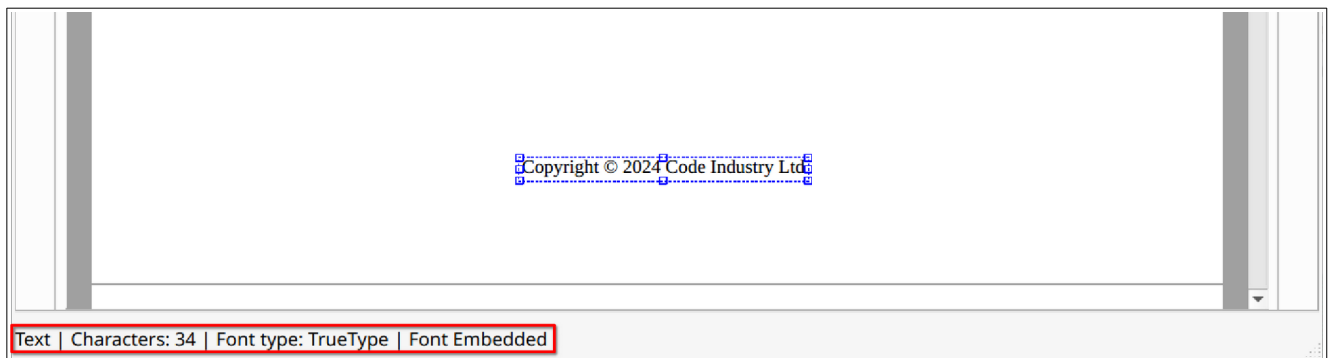 Copyright © 2024 Code Industry Ltd
Text | Characters: 34 | Font type: TrueType | Font Embedded